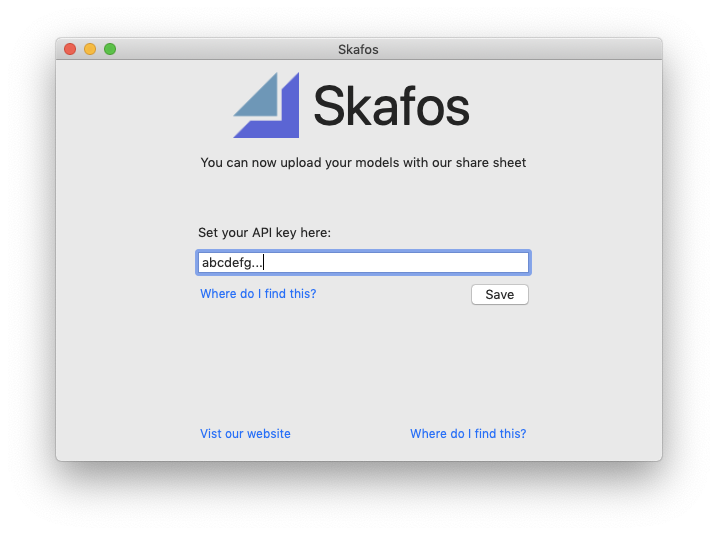 Skafos
Skafos
You can now upload your models with our share sheet
Set your API key here:
abcdefg...
Where do I find this?
Save
Vist our website
Where do I find this?